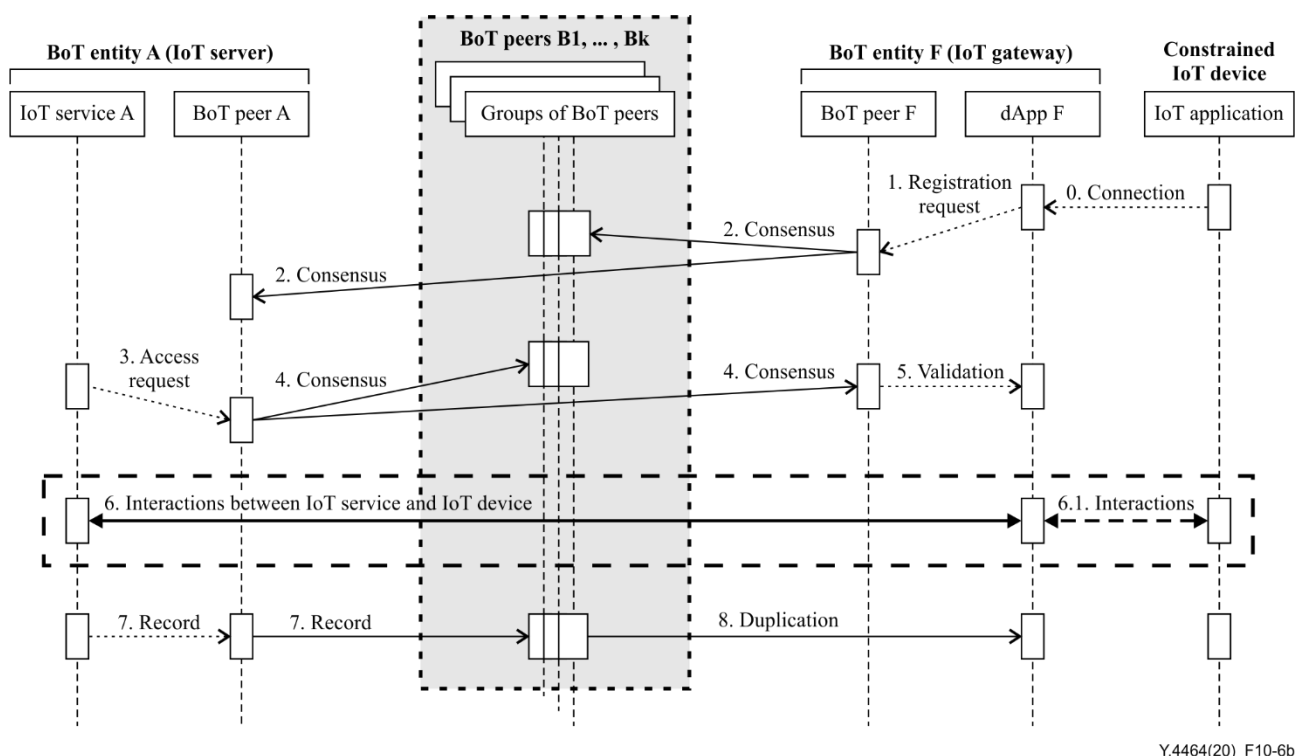 BoT peers B1, ... , Bk
BoT entity A (IoT server)
BoT entity F (IoT gateway)
Constrained
IoT device
IoT service A
BoT peer A
Groups of BoT peers
BoT peer F
dApp F
IoT application
1. Registration
request
0. Connection
2. Consensus
2. Consensus
3. Access
request
4. Consensus
4. Consensus
5. Validation
6. Interactions between IoT service and IoT device
6.1. Interactions
7. Record
7. Record
8. Duplication
Y.4464(20)_F10-6b